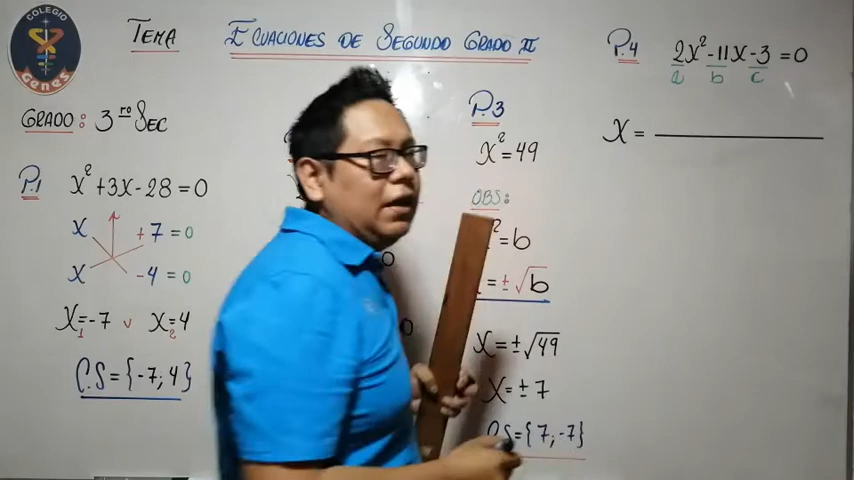 COLEGIO
Genes
TEMA
ECUACIONES DE SEGUNDO GRADO II
GRADO: 3ro SEC
P.1
x² + 3x - 28 = 0
x + 7 = 0
x - 4 = 0
X₁ = -7 v X₂ = 4
C.S = {-7; 4}
P.3
x² = 49
OBS:
² = b
= ± √b
X = ± √49
X = ± 7
CS = {7; -7}
P.4
2x² - 11x - 3 = 0
a b c
X =